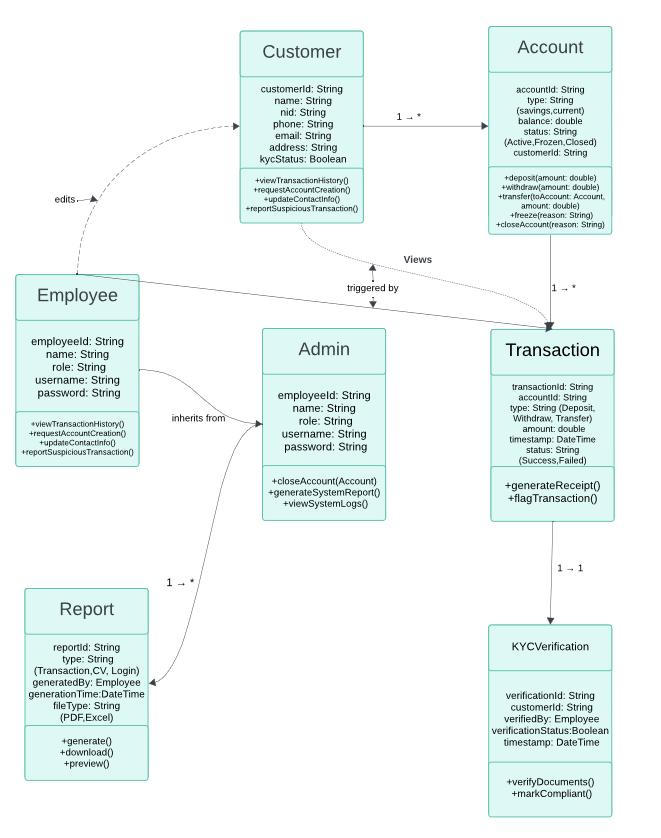 Customer
customerId: String
name: String
nid: String
phone: String
email: String
address: String
kycStatus: Boolean
+viewTransactionHistory()
+requestAccountCreation()
+updateContactInfo()
+reportSuspiciousTransaction()
1 → *
Account
accountId: String
type: String
(savings,current)
balance: double
status: String
(Active,Frozen,Closed)
customerId: String
+deposit(amount: double)
+withdraw(amount: double)
+transfer(toAccount: Account,
amount: double)
+freeze(reason: String)
+closeAccount(reason: String)
edits
Views
triggered by
1 → *
Employee
employeeId: String
name: String
role: String
username: String
password: String
+viewTransactionHistory()
+requestAccountCreation()
+updateContactInfo()
+reportSuspiciousTransaction()
inherits from
Admin
employeeId: String
name: String
role: String
username: String
password: String
+closeAccount(Account)
+generateSystemReport()
+viewSystemLogs()
Transaction
transactionId: String
accountId: String
type: String (Deposit,
Withdraw, Transfer)
amount: double
timestamp: DateTime
status: String
(Success,Failed)
+generateReceipt()
+flagTransaction()
1 → *
1 → 1
Report
reportId: String
type: String
(Transaction,CV, Login)
generatedBy: Employee
generationTime:DateTime
fileType: String
(PDF,Excel)
+generate()
+download()
+preview()
KYCVerification
verificationId: String
customerId: String
verifiedBy: Employee
verificationStatus:Boolean
timestamp: DateTime
+verifyDocuments()
+markCompliant()